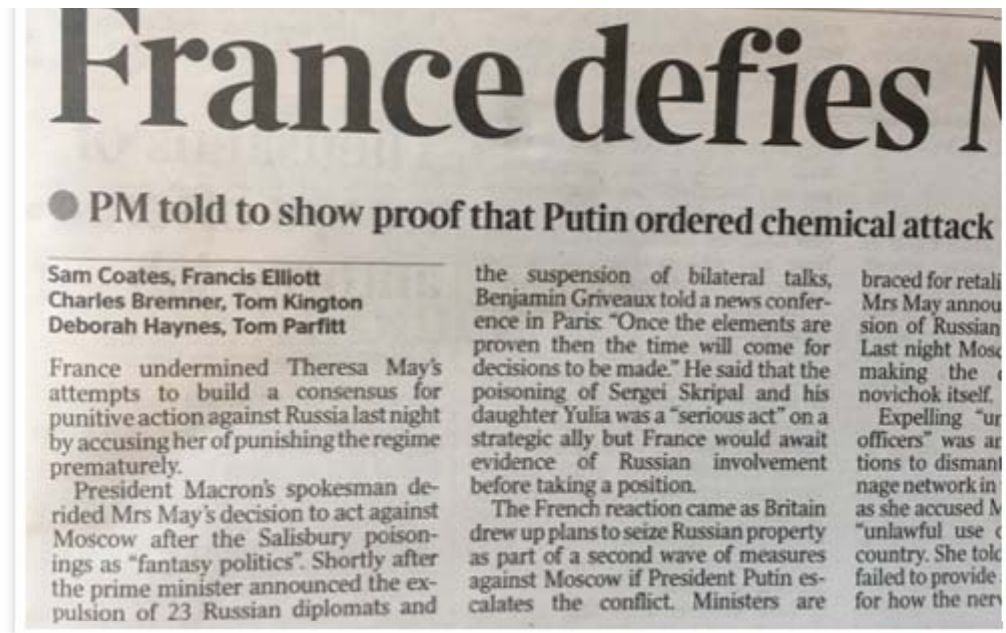 France defies
● PM told to show proof that Putin ordered chemical attack
Sam Coates, Francis Elliott
Charles Bremner, Tom Kington
Deborah Haynes, Tom Parfitt
France undermined Theresa May's
attempts to build a consensus for
punitive action against Russia last night
by accusing her of punishing the regime
prematurely.
President Macron's spokesman de-
rided Mrs May's decision to act against
Moscow after the Salisbury poison-
ings as “fantasy politics”. Shortly after
the prime minister announced the ex-
pulsion of 23 Russian diplomats and
the suspension of bilateral talks,
Benjamin Griveaux told a news confer-
ence in Paris: “Once the elements are
proven then the time will come for
decisions to be made.” He said that the
poisoning of Sergei Skripal and his
daughter Yulia was a “serious act” on a
strategic ally but France would await
evidence of Russian involvement
before taking a position.
The French reaction came as Britain
drew up plans to seize Russian property
as part of a second wave of measures
against Moscow if President Putin es-
calates the conflict. Ministers are
braced for retali
Mrs May annou
sion of Russian
Last night Mosc
making the
novichok itself.
Expelling “un
officers” was an
tions to dismant
nage network in
as she accused M
“unlawful use
country. She told
failed to provide
for how the nerv